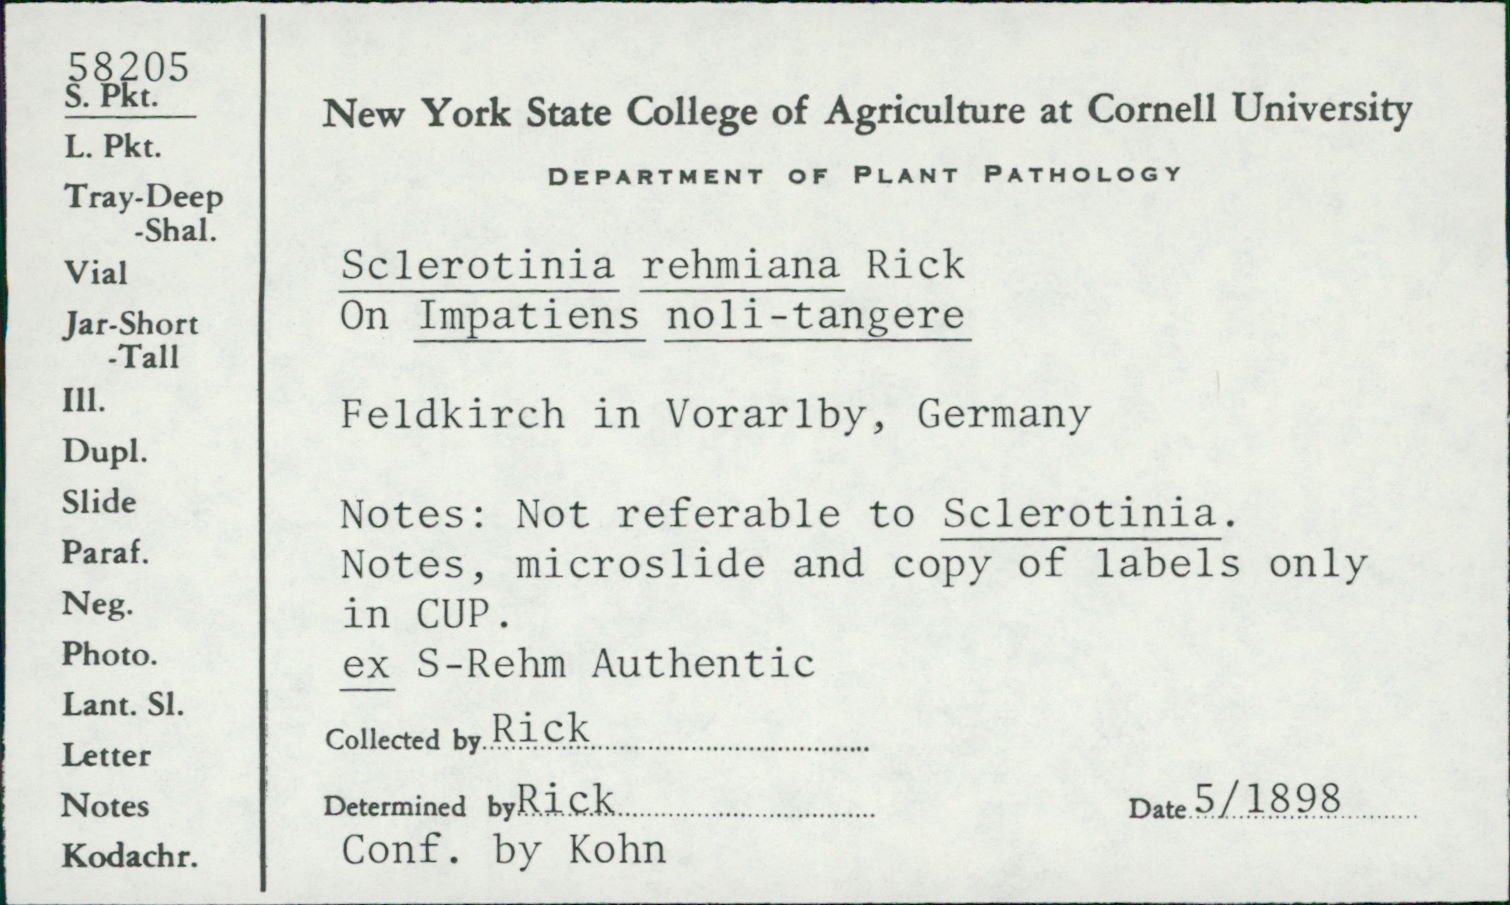 58205
S. Pkt.
L. Pkt.
Tray-Deep
-Shal.
Vial
Jar-Short
-Tall
Ill.
Dupl.
Slide
Paraf.
Neg.
Photo.
Lant. Sl.
Letter
Notes
Kodachr.
New York State College of Agriculture at Cornell University
DEPARTMENT OF PLANT PATHOLOGY
Sclerotinia rehmiana Rick
On Impatiens noli-tangere
Feldkirch in Vorarlby, Germany
Notes: Not referable to Sclerotinia.
Notes, microslide and copy of labels only
in CUP.
ex S-Rehm Authentic
Collected by Rick
Determined by Rick
Date 5/1898
Conf. by Kohn